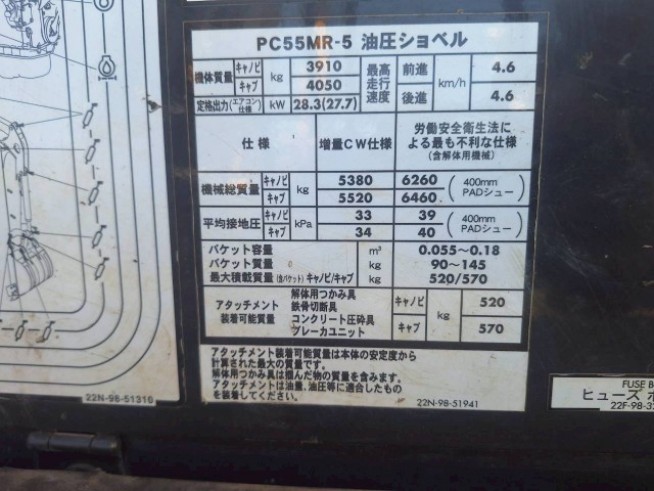 PC55MR-5 油圧ショベル
機体質量 キャノピ kg 3910 最高走行速度 前進 km/h 4.6
キャブ 4050 後進 4.6
定格出力(エアコン仕様) kW 28.3(27.7)
仕様 増量CW仕様 労働安全衛生法による最も不利な仕様(含解体用機械)
機械総質量 キャノピ kg 5380 6260 (400mm PADシュー)
キャブ 5520 6460
平均接地圧 キャノピ kPa 33 39 (400mm PADシュー)
キャブ 34 40
バケット容量 m³ 0.055～0.18
バケット質量 kg 90～145
最大積載質量(含バケット) キャノピ/キャブ kg 520/570
アタッチメント装着可能質量 解体用つかみ具 キャノピ kg 520
鉄骨切断具
コンクリート圧砕具 キャブ 570
ブレーカユニット
アタッチメント装着可能質量は本体の安定度から
計算された最大の質量です。
解体用つかみ具は掴んだ物の質量を含みます。
アタッチメントは油量、油圧等に適合したもの
を装着してください。
22N-98-51941
22N-98-51310
FUSE B
ヒューズ ボ
22F-98-3